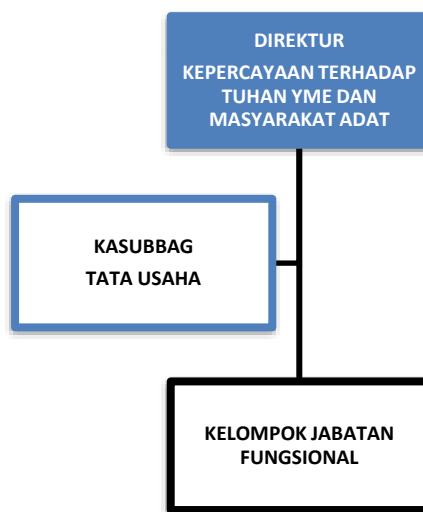 DIREKTUR
KEPERCAYAAN TERHADAP
TUHAN YME DAN
MASYARAKAT ADAT
KASUBBAG
TATA USAHA
KELOMPOK JABATAN
FUNGSIONAL